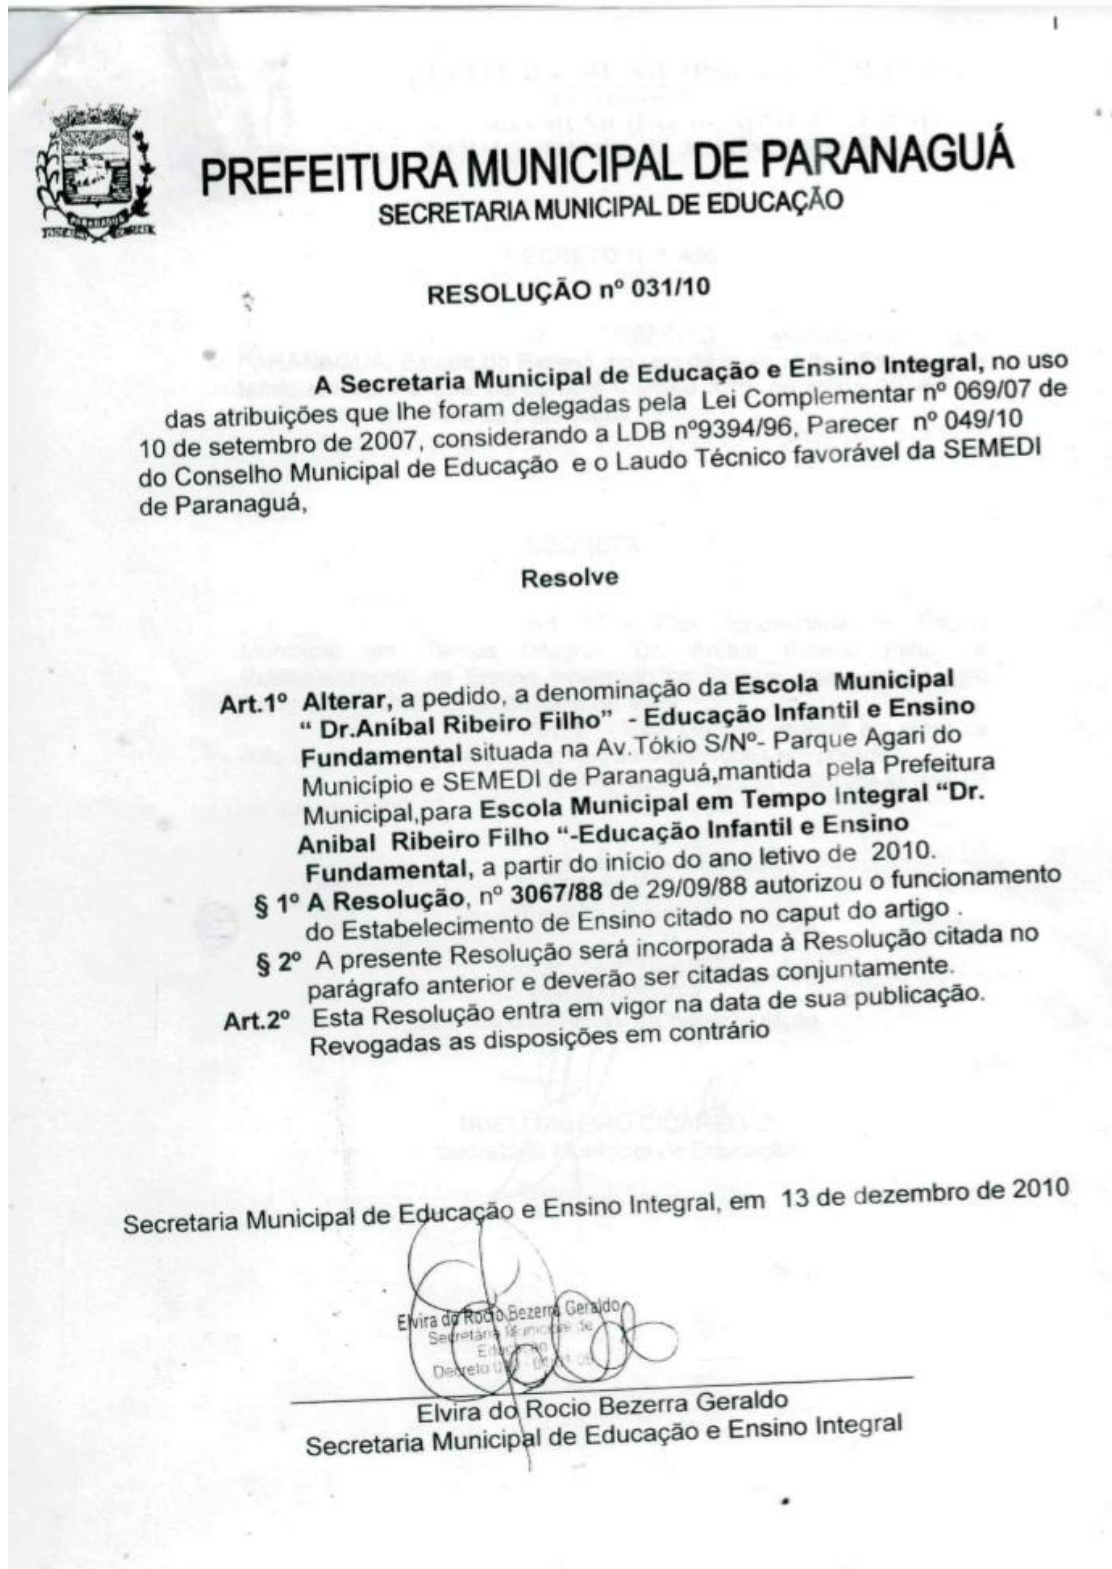 PREFEITURA MUNICIPAL DE PARANAGUÁ
SECRETARIA MUNICIPAL DE EDUCAÇÃO
RESOLUÇÃO nº 031/10
A Secretaria Municipal de Educação e Ensino Integral, no uso
das atribuições que lhe foram delegadas pela Lei Complementar nº 069/07 de
10 de setembro de 2007, considerando a LDB nº9394/96, Parecer nº 049/10
do Conselho Municipal de Educação e o Laudo Técnico favorável da SEMEDI
de Paranaguá,
Resolve
Art.1º Alterar, a pedido, a denominação da Escola Municipal
“ Dr.Aníbal Ribeiro Filho” - Educação Infantil e Ensino
Fundamental situada na Av.Tókio S/Nº- Parque Agari do
Município e SEMEDI de Paranaguá,mantida pela Prefeitura
Municipal,para Escola Municipal em Tempo Integral “Dr.
Anibal Ribeiro Filho “-Educação Infantil e Ensino
Fundamental, a partir do início do ano letivo de 2010.
§ 1º A Resolução, nº 3067/88 de 29/09/88 autorizou o funcionamento
do Estabelecimento de Ensino citado no caput do artigo .
§ 2º A presente Resolução será incorporada à Resolução citada no
parágrafo anterior e deverão ser citadas conjuntamente.
Art.2º Esta Resolução entra em vigor na data de sua publicação.
Revogadas as disposições em contrário
Secretaria Municipal de Educação e Ensino Integral, em 13 de dezembro de 2010
Elvira do Rocio Bezerra Geraldo
Secretária Municipal de
Educação
Decreto
Elvira do Rocio Bezerra Geraldo
Secretaria Municipal de Educação e Ensino Integral